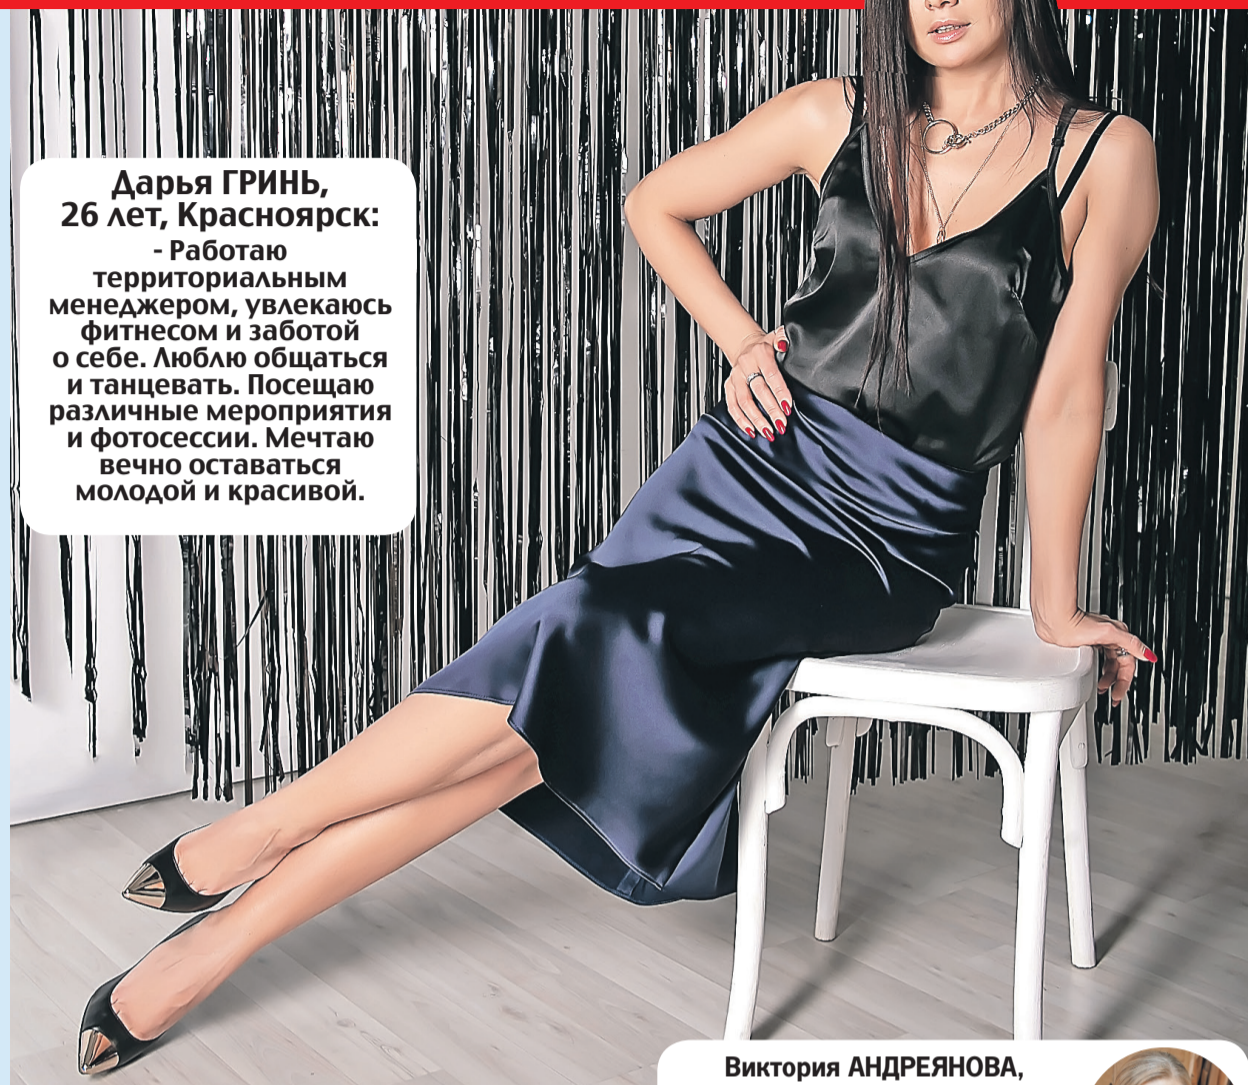 Дарья ГРИНЬ,
26 лет, Красноярск:
- Работаю
территориальным
менеджером, увлекаюсь
фитнесом и заботой
о себе. Люблю общаться
и танцевать. Посещаю
различные мероприятия
и фотосессии. Мечтаю
вечно оставаться
молодой и красивой.
Виктория АНДРЕЯНОВА,